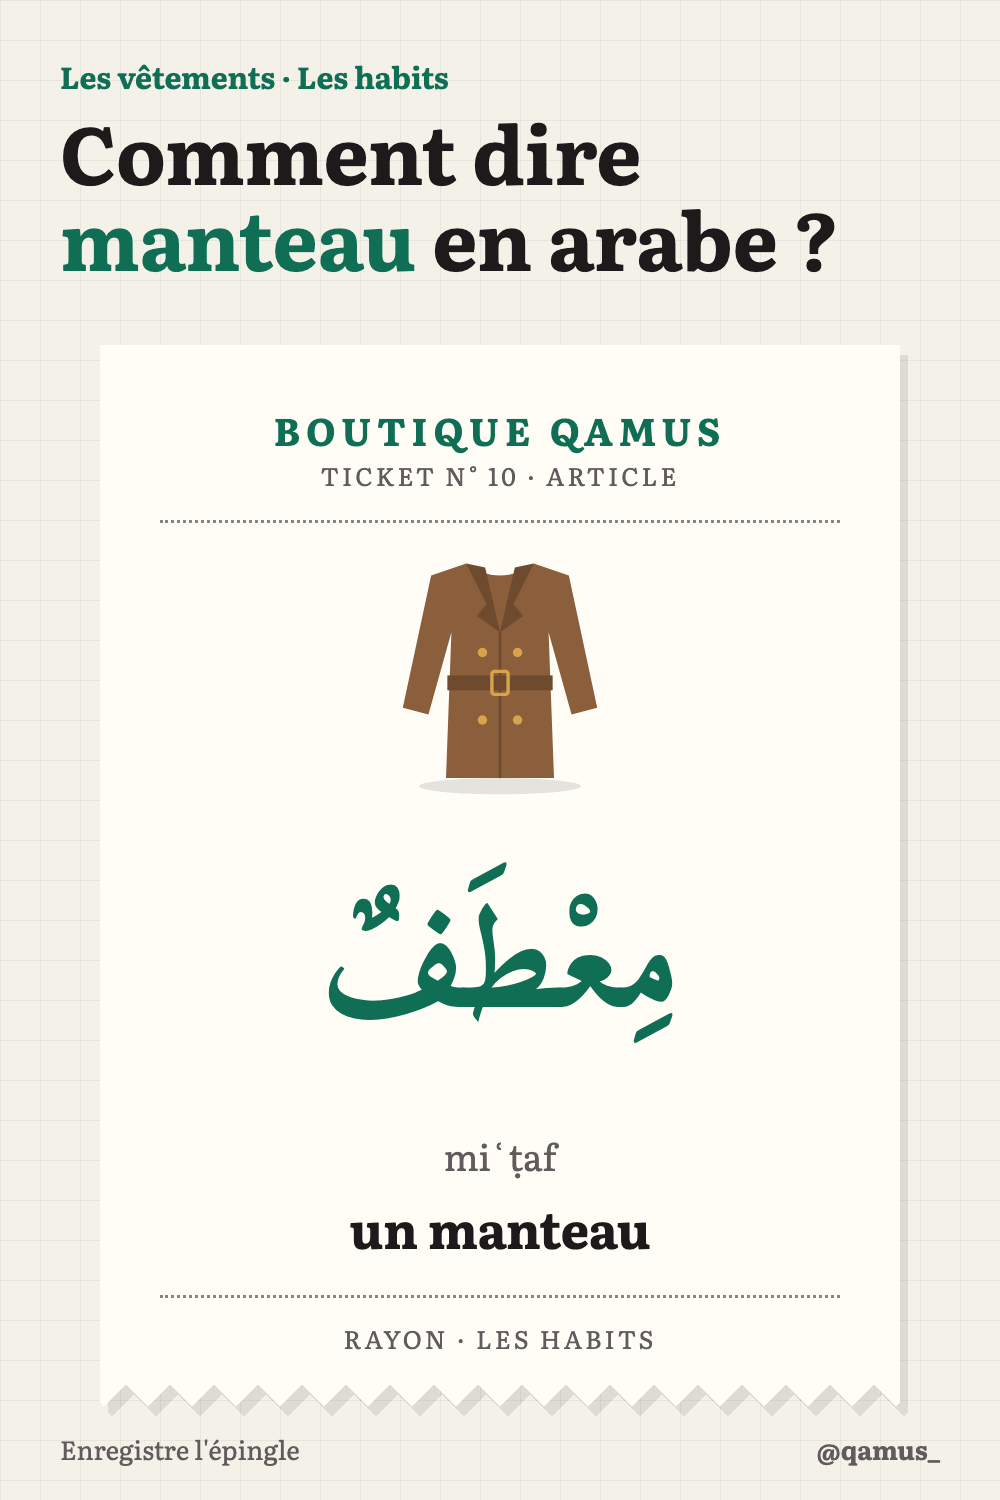 Les vêtements · Les habits
Comment dire
manteau en arabe ?
BOUTIQUE QAMUS
TICKET N° 10 · ARTICLE
مِعْطَفٌ
miʿṭaf
un manteau
RAYON · LES HABITS
Enregistre l'épingle
@qamus_